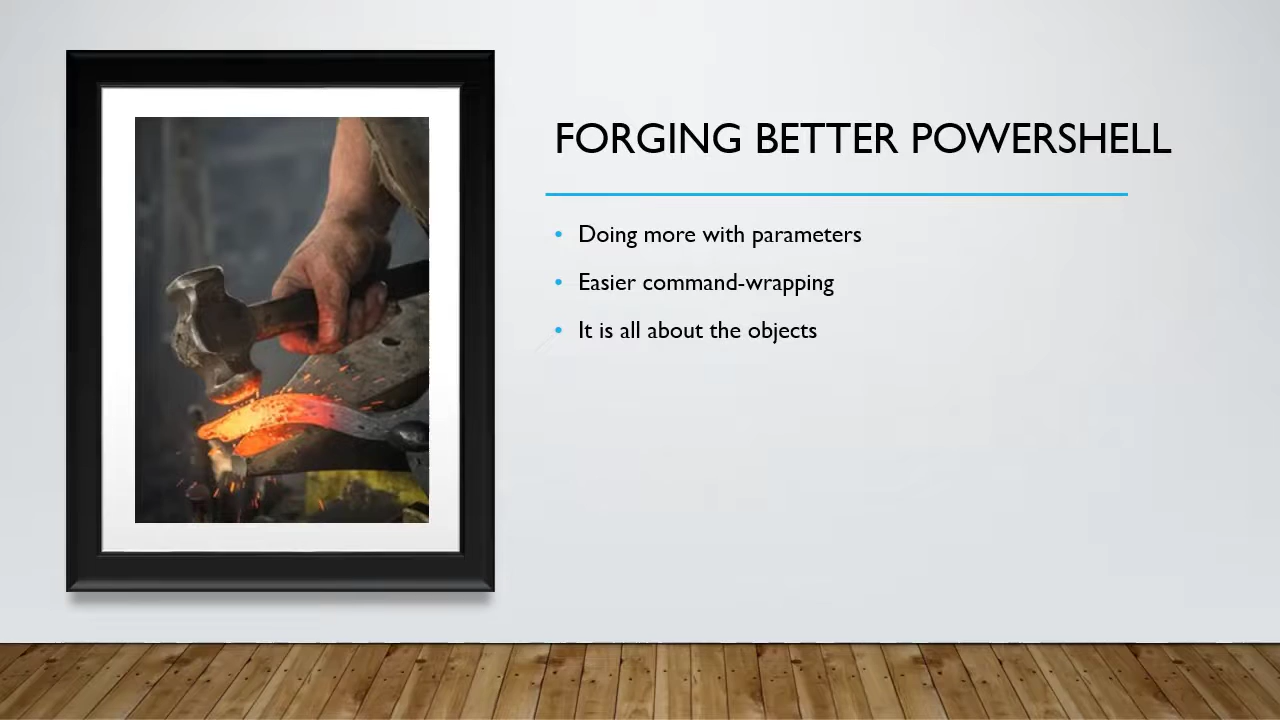 FORGING BETTER POWERSHELL
• Doing more with parameters
• Easier command-wrapping
• It is all about the objects